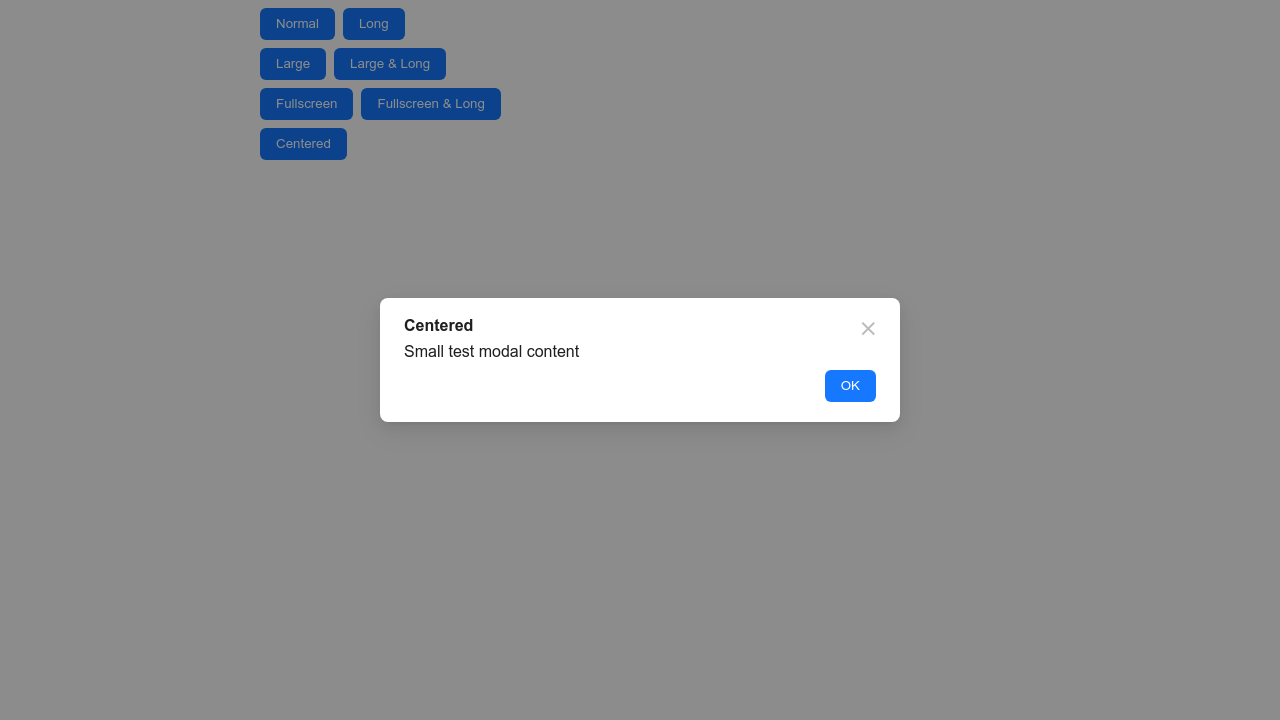 Normal Long
Large Large & Long
Fullscreen Fullscreen & Long
Centered
Centered
Small test modal content
OK